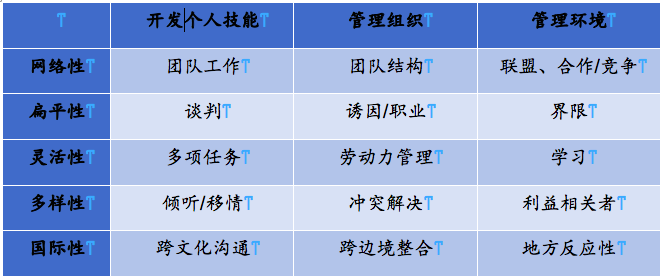 开发个人技能 管理组织 管理环境
网络性 团队工作 团队结构 联盟、合作/竞争
扁平性 谈判 诱因/职业 界限
灵活性 多项任务 劳动力管理 学习
多样性 倾听/移情 冲突解决 利益相关者
国际性 跨文化沟通 跨边境整合 地方反应性